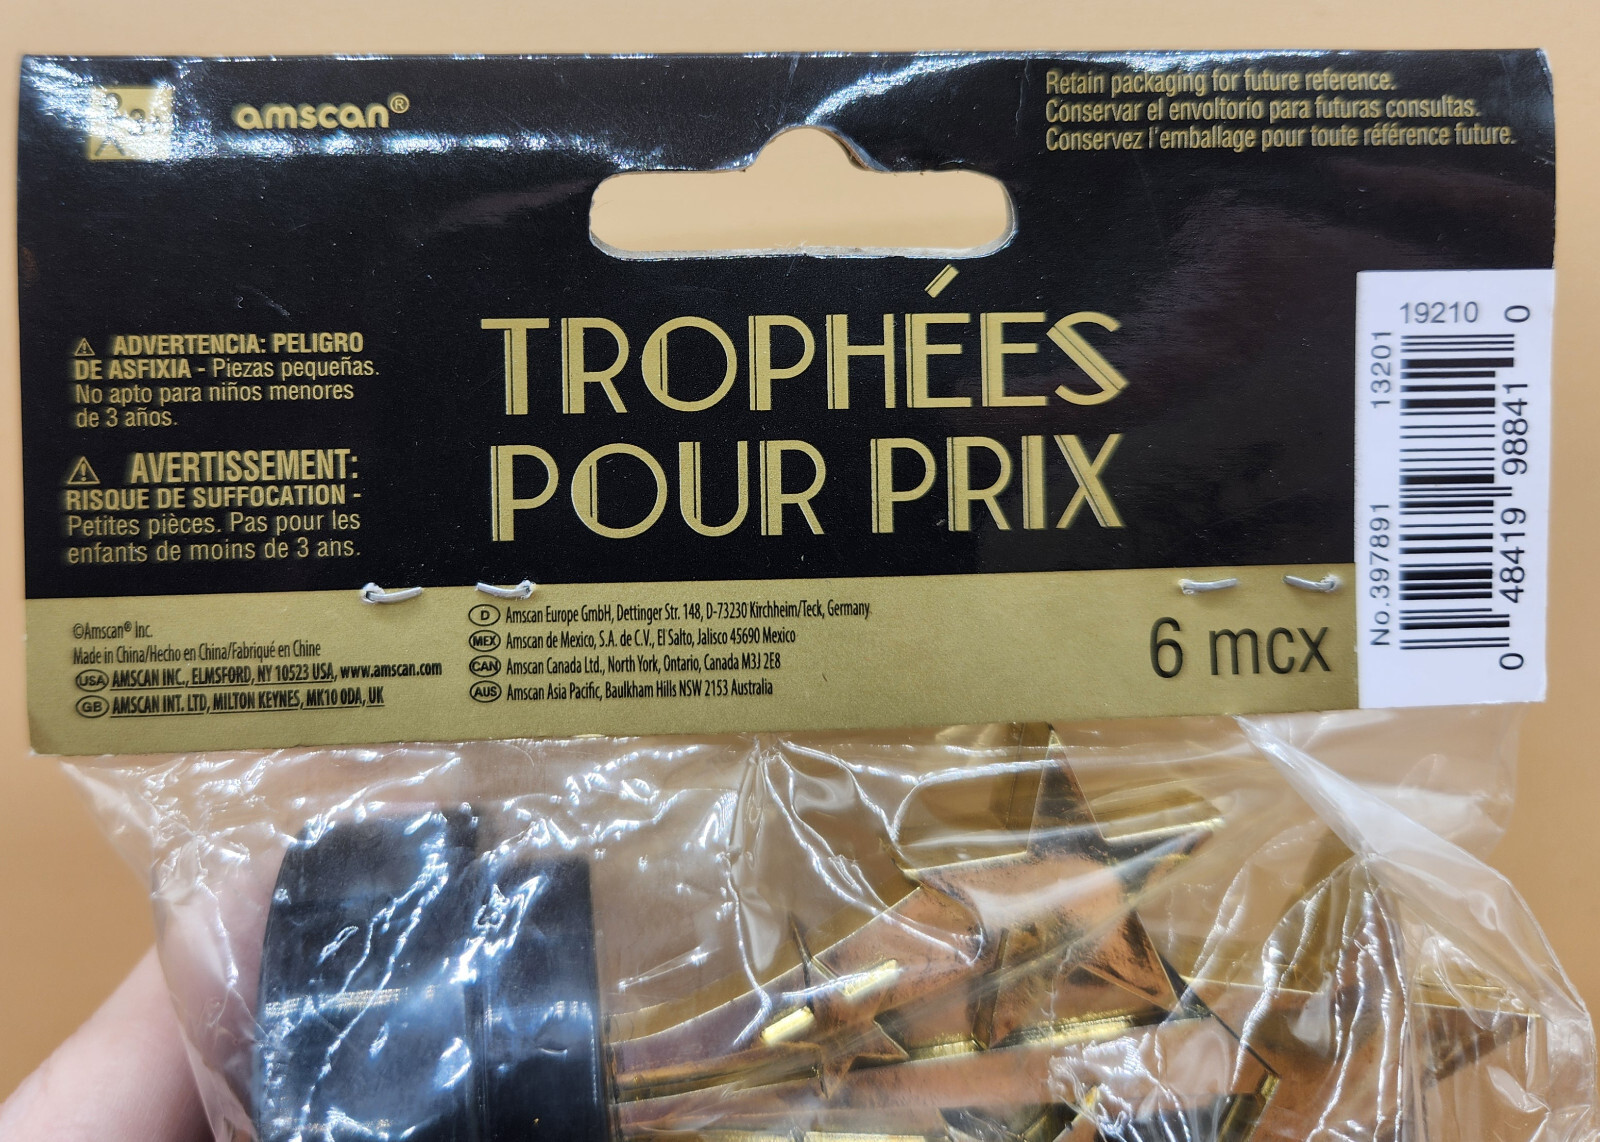 amscan®
Retain packaging for future reference.
Conservar el envoltorio para futuras consultas.
Conservez l'emballage pour toute référence future.
TROPHÉES
POUR PRIX
⚠ ADVERTENCIA: PELIGRO
DE ASFIXIA - Piezas pequeñas.
No apto para niños menores
de 3 años.
⚠ AVERTISSEMENT:
RISQUE DE SUFFOCATION -
Petites pièces. Pas pour les
enfants de moins de 3 ans.
©Amscan® Inc.
Made in China/Hecho en China/Fabriqué en Chine
USA AMSCAN INC., ELMSFORD, NY 10523 USA, www.amscan.com
GB AMSCAN INT. LTD, MILTON KEYNES, MK10 0DA, UK
D Amscan Europe GmbH, Dettinger Str. 148, D-73230 Kirchheim/Teck, Germany
MEX Amscan de Mexico, S.A. de C.V., El Salto, Jalisco 45690 Mexico
CAN Amscan Canada Ltd., North York, Ontario, Canada M3J 2E8
AUS Amscan Asia Pacific, Baulkham Hills NSW 2153 Australia
6 mcx
19210
No.397891 13201
0 48419 98841 0